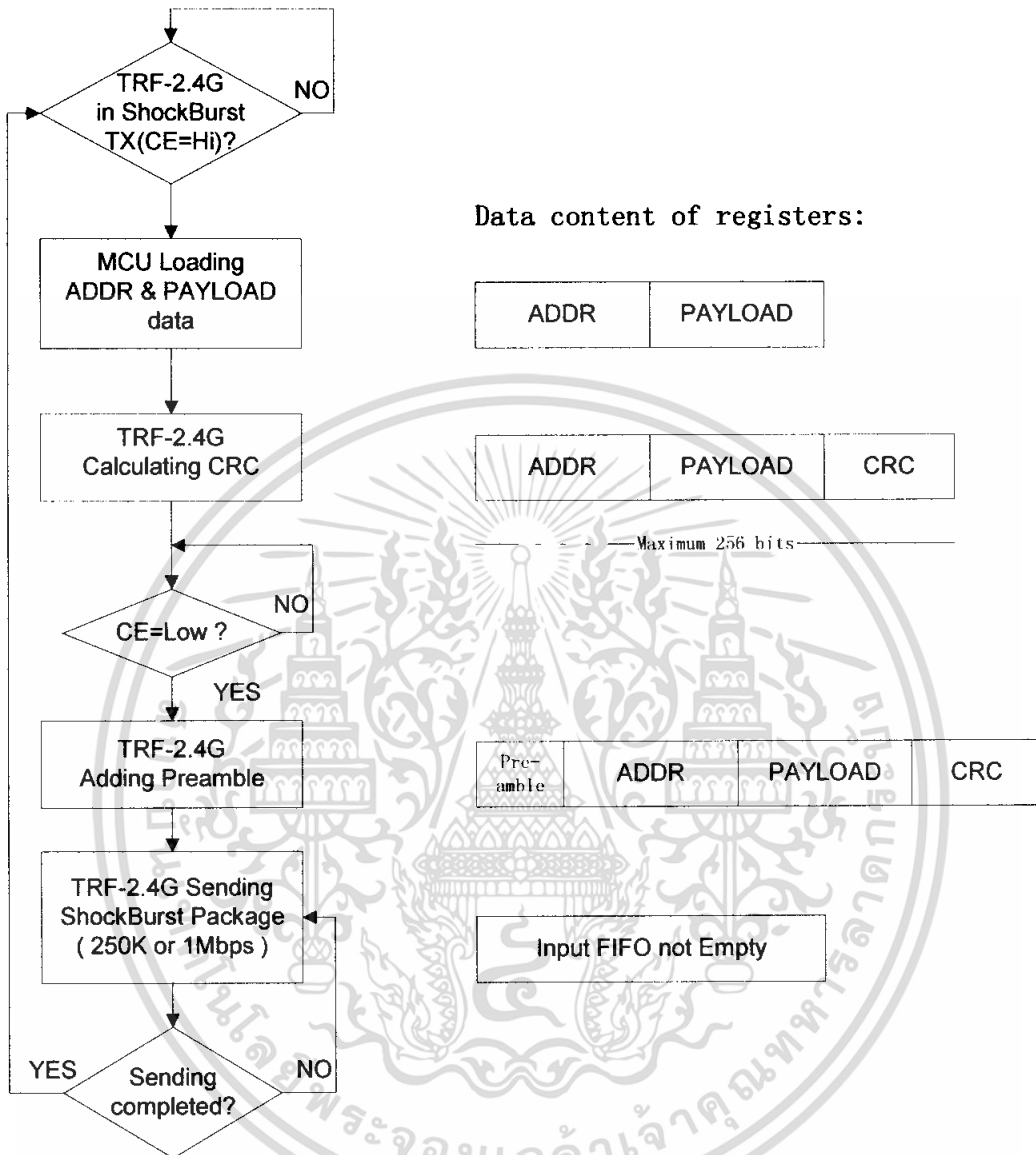 TRF-2.4G
in ShockBurst
TX(CE=Hi)?
NO
MCU Loading
ADDR & PAYLOAD
data
TRF-2.4G
Calculating CRC
CE=Low ?
NO
YES
TRF-2.4G
Adding Preamble
TRF-2.4G Sending
ShockBurst Package
( 250K or 1Mbps )
YES
Sending
completed?
NO
Data content of registers:
ADDR PAYLOAD
ADDR PAYLOAD CRC
Maximum 256 bits
Pre-
amble
ADDR PAYLOAD CRC
Input FIFO not Empty